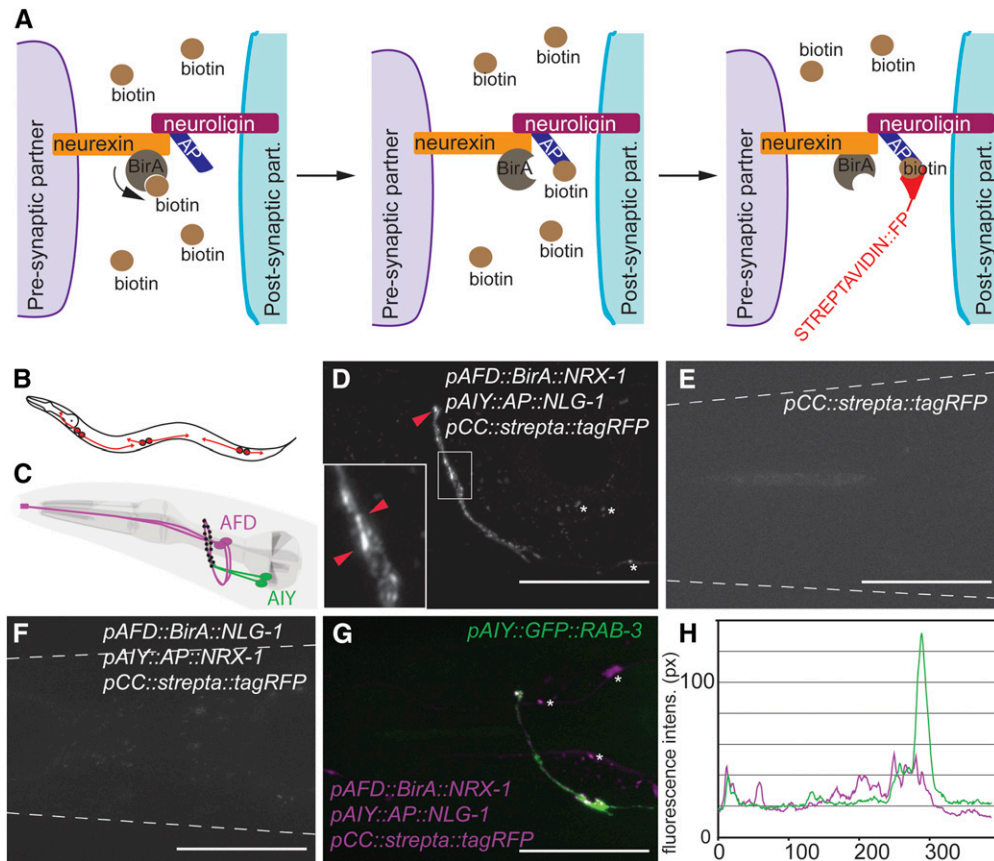 A
biotin
biotin
neuroligin
neurexin
AP
BirA
biotin
biotin
biotin
Pre-synaptic partner
Post-synaptic part.
biotin
biotin
neuroligin
neurexin
AP
BirA
biotin
biotin
biotin
Pre-synaptic partner
Post-synaptic part.
biotin
biotin
neuroligin
neurexin
AP
BirA
biotin
Pre-synaptic partner
Post-synaptic part.
STREPTAVIDIN::FP
B
C
AFD
AIY
D
pAFD::BirA::NRX-1
pAIY::AP::NLG-1
pCC::strepta::tagRFP
*
*
*
E
pCC::strepta::tagRFP
F
pAFD::BirA::NLG-1
pAIY::AP::NRX-1
pCC::strepta::tagRFP
G
pAIY::GFP::RAB-3
*
*
*
pAFD::BirA::NRX-1
pAIY::AP::NLG-1
pCC::strepta::tagRFP
H
fluorescence intens. (px)
100
0
0 100 200 300